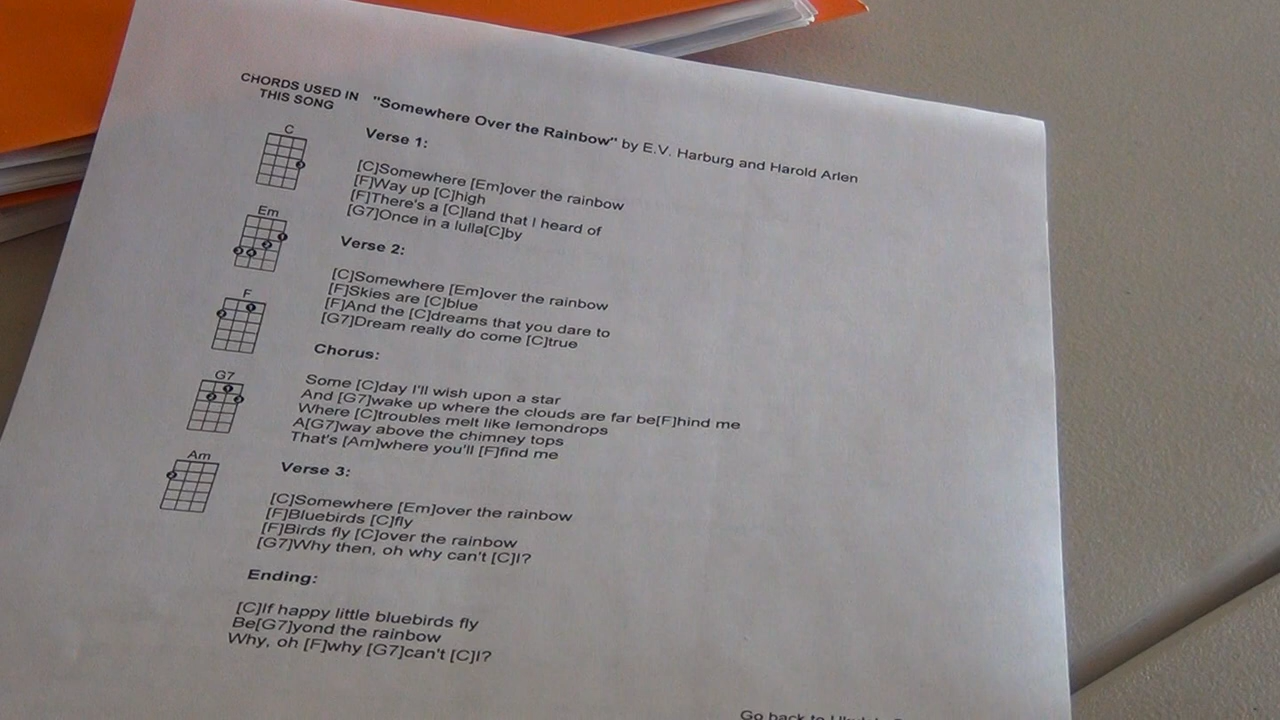 CHORDS USED IN
THIS SONG
"Somewhere Over the Rainbow" by E.V. Harburg and Harold Arlen
C
Em
F
G7
Am
Verse 1:
[C]Somewhere [Em]over the rainbow
[F]Way up [C]high
[F]There's a [C]land that I heard of
[G7]Once in a lulla[C]by
Verse 2:
[C]Somewhere [Em]over the rainbow
[F]Skies are [C]blue
[F]And the [C]dreams that you dare to
[G7]Dream really do come [C]true
Chorus:
Some [C]day I'll wish upon a star
And [G7]wake up where the clouds are far be[F]hind me
Where [C]troubles melt like lemondrops
A[G7]way above the chimney tops
That's [Am]where you'll [F]find me
Verse 3:
[C]Somewhere [Em]over the rainbow
[F]Bluebirds [C]fly
[F]Birds fly [C]over the rainbow
[G7]Why then, oh why can't [C]I?
Ending:
[C]If happy little bluebirds fly
Be[G7]yond the rainbow
Why, oh [F]why [G7]can't [C]I?
Go back to